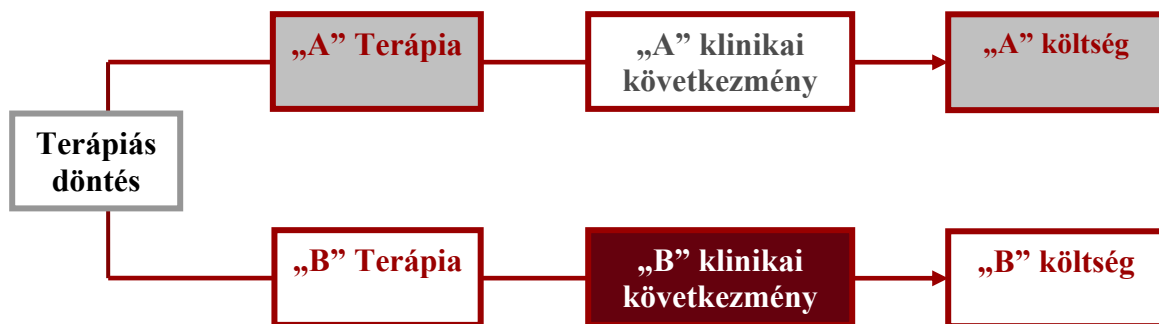 „A” Terápia
„A” klinikai
következmény
„A” költség
Terápiás
döntés
„B” Terápia
„B” klinikai
következmény
„B” költség